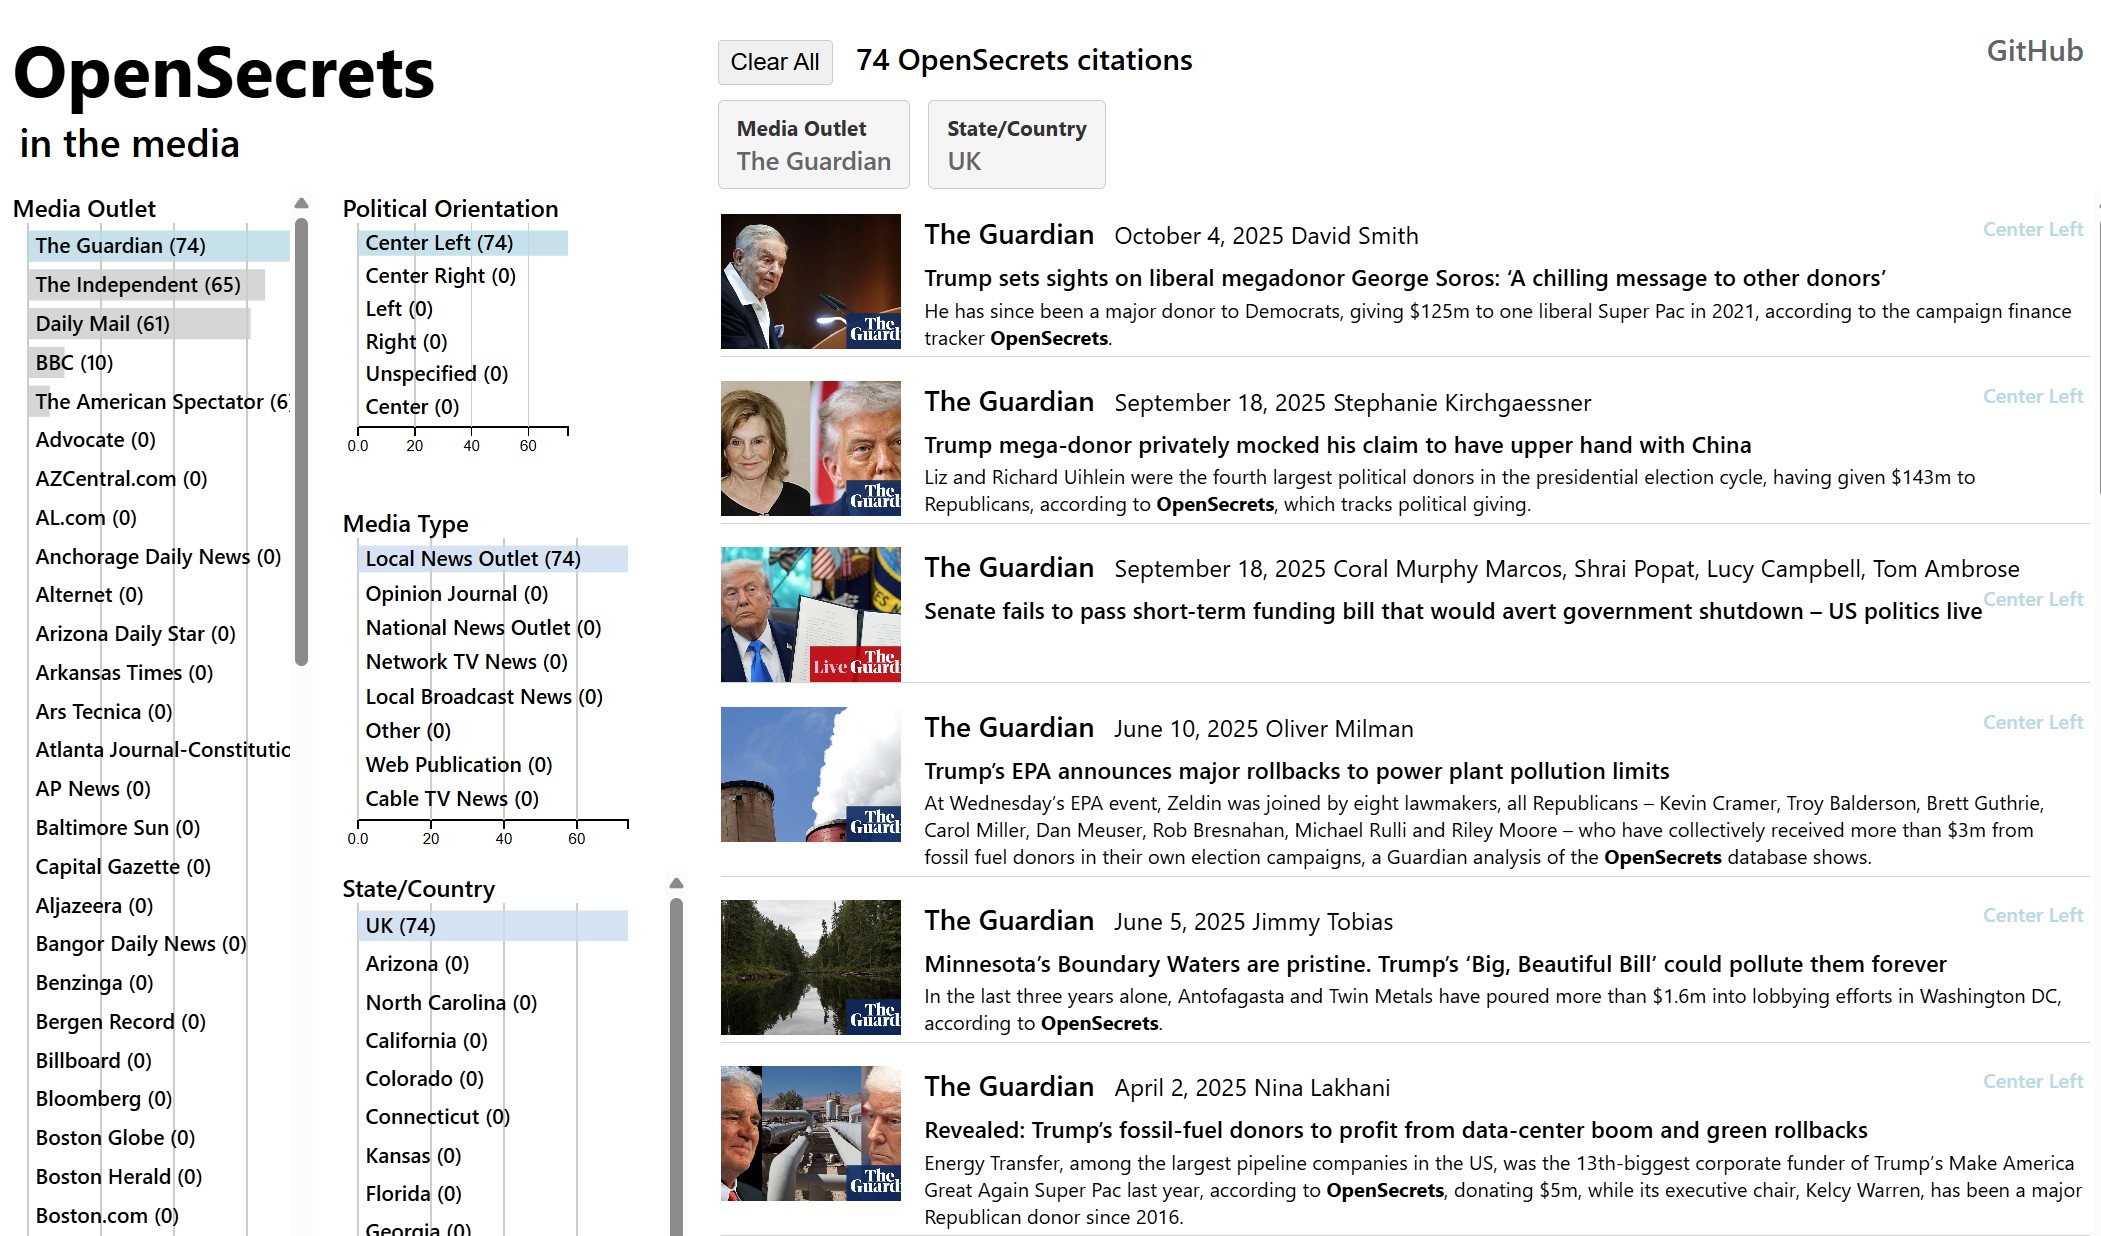 OpenSecrets
in the media
Clear All
74 OpenSecrets citations
GitHub
Media Outlet
The Guardian
State/Country
UK
Media Outlet
The Guardian (74)
The Independent (65)
Daily Mail (61)
BBC (10)
The American Spectator (6
Advocate (0)
AZCentral.com (0)
AL.com (0)
Anchorage Daily News (0)
Alternet (0)
Arizona Daily Star (0)
Arkansas Times (0)
Ars Tecnica (0)
Atlanta Journal-Constitutio
AP News (0)
Baltimore Sun (0)
Capital Gazette (0)
Aljazeera (0)
Bangor Daily News (0)
Benzinga (0)
Bergen Record (0)
Billboard (0)
Bloomberg (0)
Boston Globe (0)
Boston Herald (0)
Boston.com (0)
Political Orientation
Center Left (74)
Center Right (0)
Left (0)
Right (0)
Unspecified (0)
Center (0)
0.0 20 40 60
Media Type
Local News Outlet (74)
Opinion Journal (0)
National News Outlet (0)
Network TV News (0)
Local Broadcast News (0)
Other (0)
Web Publication (0)
Cable TV News (0)
0.0 20 40 60
State/Country
UK (74)
Arizona (0)
North Carolina (0)
California (0)
Colorado (0)
Connecticut (0)
Kansas (0)
Florida (0)
Georgia (0)
The Guard
The Guardian October 4, 2025 David Smith
Center Left
Trump sets sights on liberal megadonor George Soros: ‘A chilling message to other donors’
He has since been a major donor to Democrats, giving $125m to one liberal Super Pac in 2021, according to the campaign finance
tracker OpenSecrets.
The Guard
The Guardian September 18, 2025 Stephanie Kirchgaessner
Center Left
Trump mega-donor privately mocked his claim to have upper hand with China
Liz and Richard Uihlein were the fourth largest political donors in the presidential election cycle, having given $143m to
Republicans, according to OpenSecrets, which tracks political giving.
Live The Guard
The Guardian September 18, 2025 Coral Murphy Marcos, Shrai Popat, Lucy Campbell, Tom Ambrose
Center Left
Senate fails to pass short-term funding bill that would avert government shutdown – US politics live
The Guard
The Guardian June 10, 2025 Oliver Milman
Center Left
Trump’s EPA announces major rollbacks to power plant pollution limits
At Wednesday’s EPA event, Zeldin was joined by eight lawmakers, all Republicans – Kevin Cramer, Troy Balderson, Brett Guthrie,
Carol Miller, Dan Meuser, Rob Bresnahan, Michael Rulli and Riley Moore – who have collectively received more than $3m from
fossil fuel donors in their own election campaigns, a Guardian analysis of the OpenSecrets database shows.
The Guard
The Guardian June 5, 2025 Jimmy Tobias
Center Left
Minnesota’s Boundary Waters are pristine. Trump’s ‘Big, Beautiful Bill’ could pollute them forever
In the last three years alone, Antofagasta and Twin Metals have poured more than $1.6m into lobbying efforts in Washington DC,
according to OpenSecrets.
The Guard
The Guardian April 2, 2025 Nina Lakhani
Center Left
Revealed: Trump’s fossil-fuel donors to profit from data-center boom and green rollbacks
Energy Transfer, among the largest pipeline companies in the US, was the 13th-biggest corporate funder of Trump’s Make America
Great Again Super Pac last year, according to OpenSecrets, donating $5m, while its executive chair, Kelcy Warren, has been a major
Republican donor since 2016.